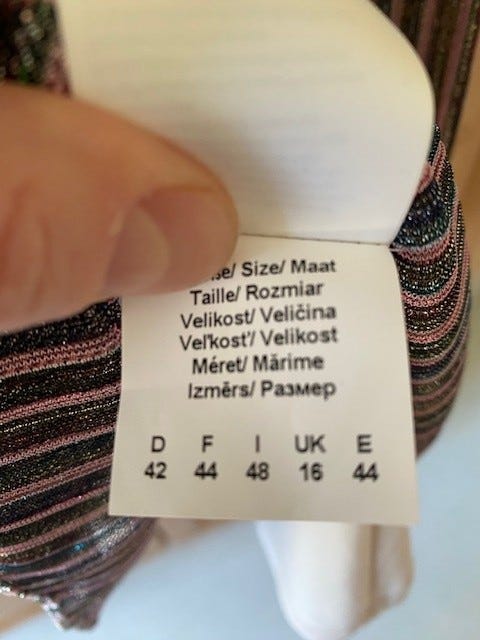 Size/ Maat
Taille/ Rozmiar
Velikost/ Veličina
Veľkosť/ Velikost
Méret/ Mărime
Izmērs/ Размер
D F I UK E
42 44 48 16 44